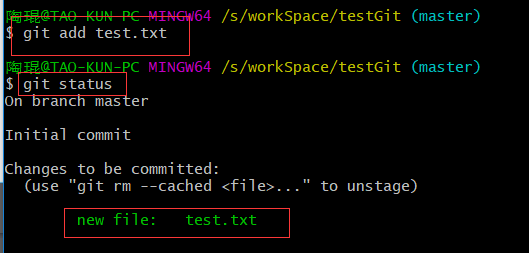 陶琨@TAO-KUN-PC MINGW64 /s/workSpace/testGit (master)
$ git add test.txt
陶琨@TAO-KUN-PC MINGW64 /s/workSpace/testGit (master)
$ git status
On branch master
Initial commit
Changes to be committed:
(use "git rm --cached <file>..." to unstage)
new file: test.txt